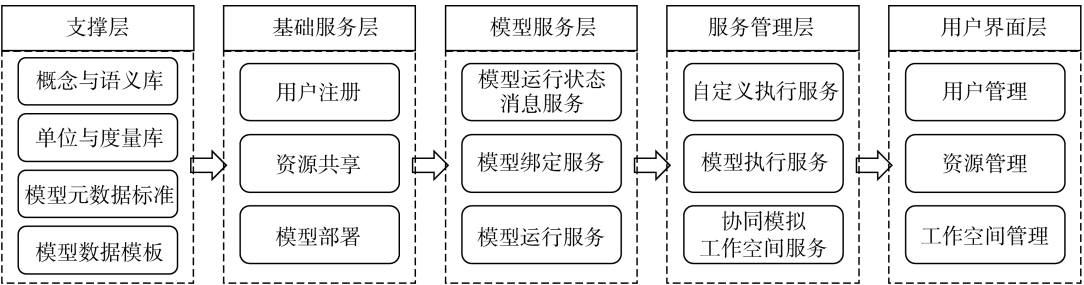 支撑层
概念与语义库
单位与度量库
模型元数据标准
模型数据模板
基础服务层
用户注册
资源共享
模型部署
模型服务层
模型运行状态
消息服务
模型绑定服务
模型运行服务
服务管理层
自定义执行服务
模型执行服务
协同模拟
工作空间服务
用户界面层
用户管理
资源管理
工作空间管理